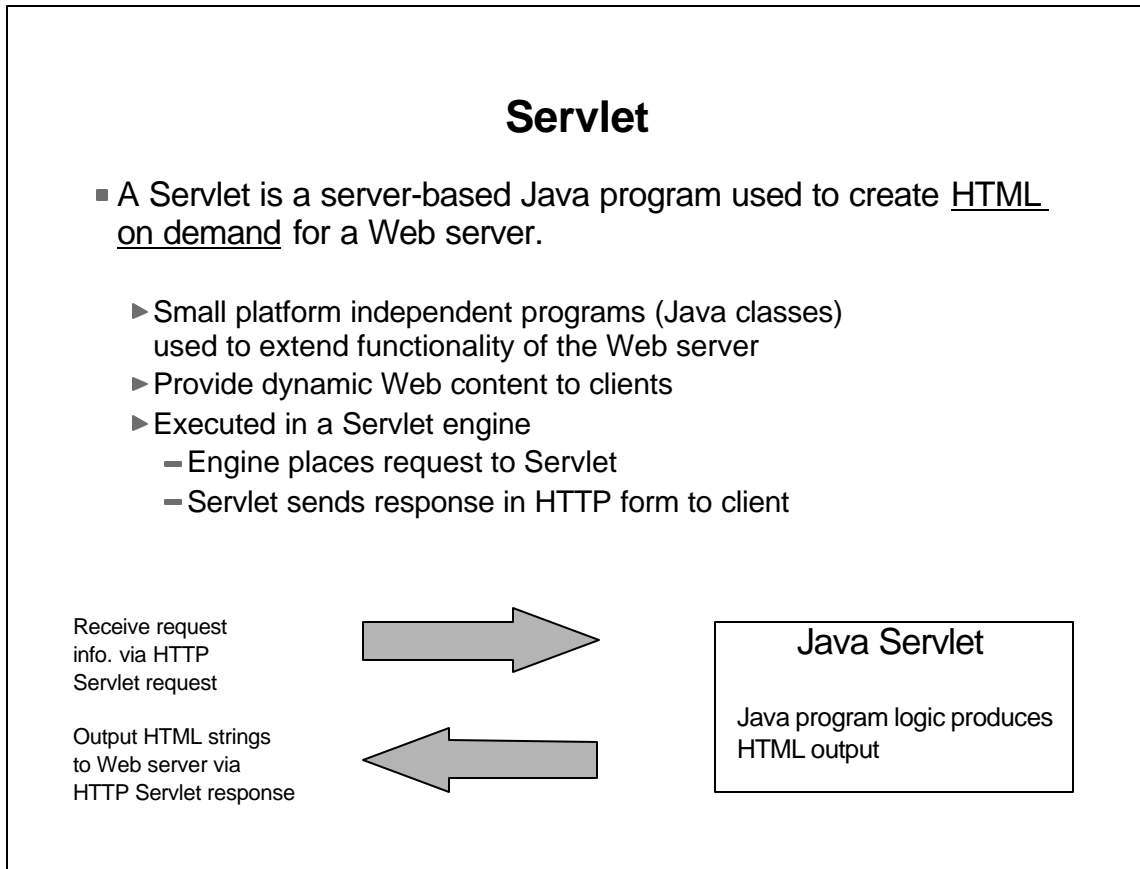 Servlet
A Servlet is a server-based Java program used to create HTML
on demand for a Web server.
Small platform independent programs (Java classes)
used to extend functionality of the Web server
Provide dynamic Web content to clients
Executed in a Servlet engine
Engine places request to Servlet
Servlet sends response in HTTP form to client
Receive request
info. via HTTP
Servlet request
Output HTML strings
to Web server via
HTTP Servlet response
Java Servlet
Java program logic produces
HTML output